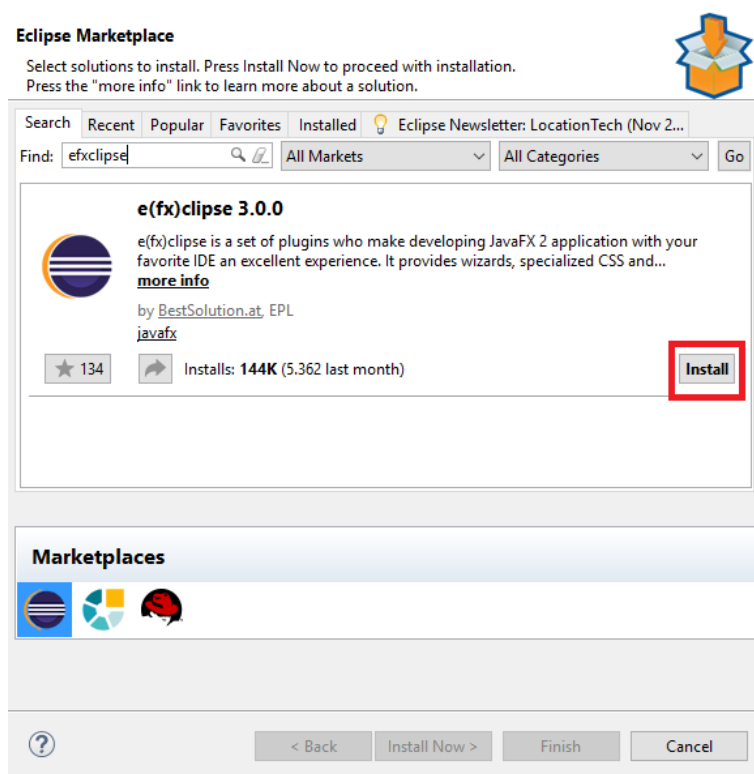 Eclipse Marketplace
Select solutions to install. Press Install Now to proceed with installation.
Press the "more info" link to learn more about a solution.
Search Recent Popular Favorites Installed Eclipse Newsletter: LocationTech (Nov 2...
Find: efxclipse All Markets All Categories Go
e(fx)clipse 3.0.0
e(fx)clipse is a set of plugins who make developing JavaFX 2 application with your
favorite IDE an excellent experience. It provides wizards, specialized CSS and...
more info
by BestSolution.at, EPL
javafx
134 Installs: 144K (5.362 last month) Install
Marketplaces
? < Back Install Now > Finish Cancel